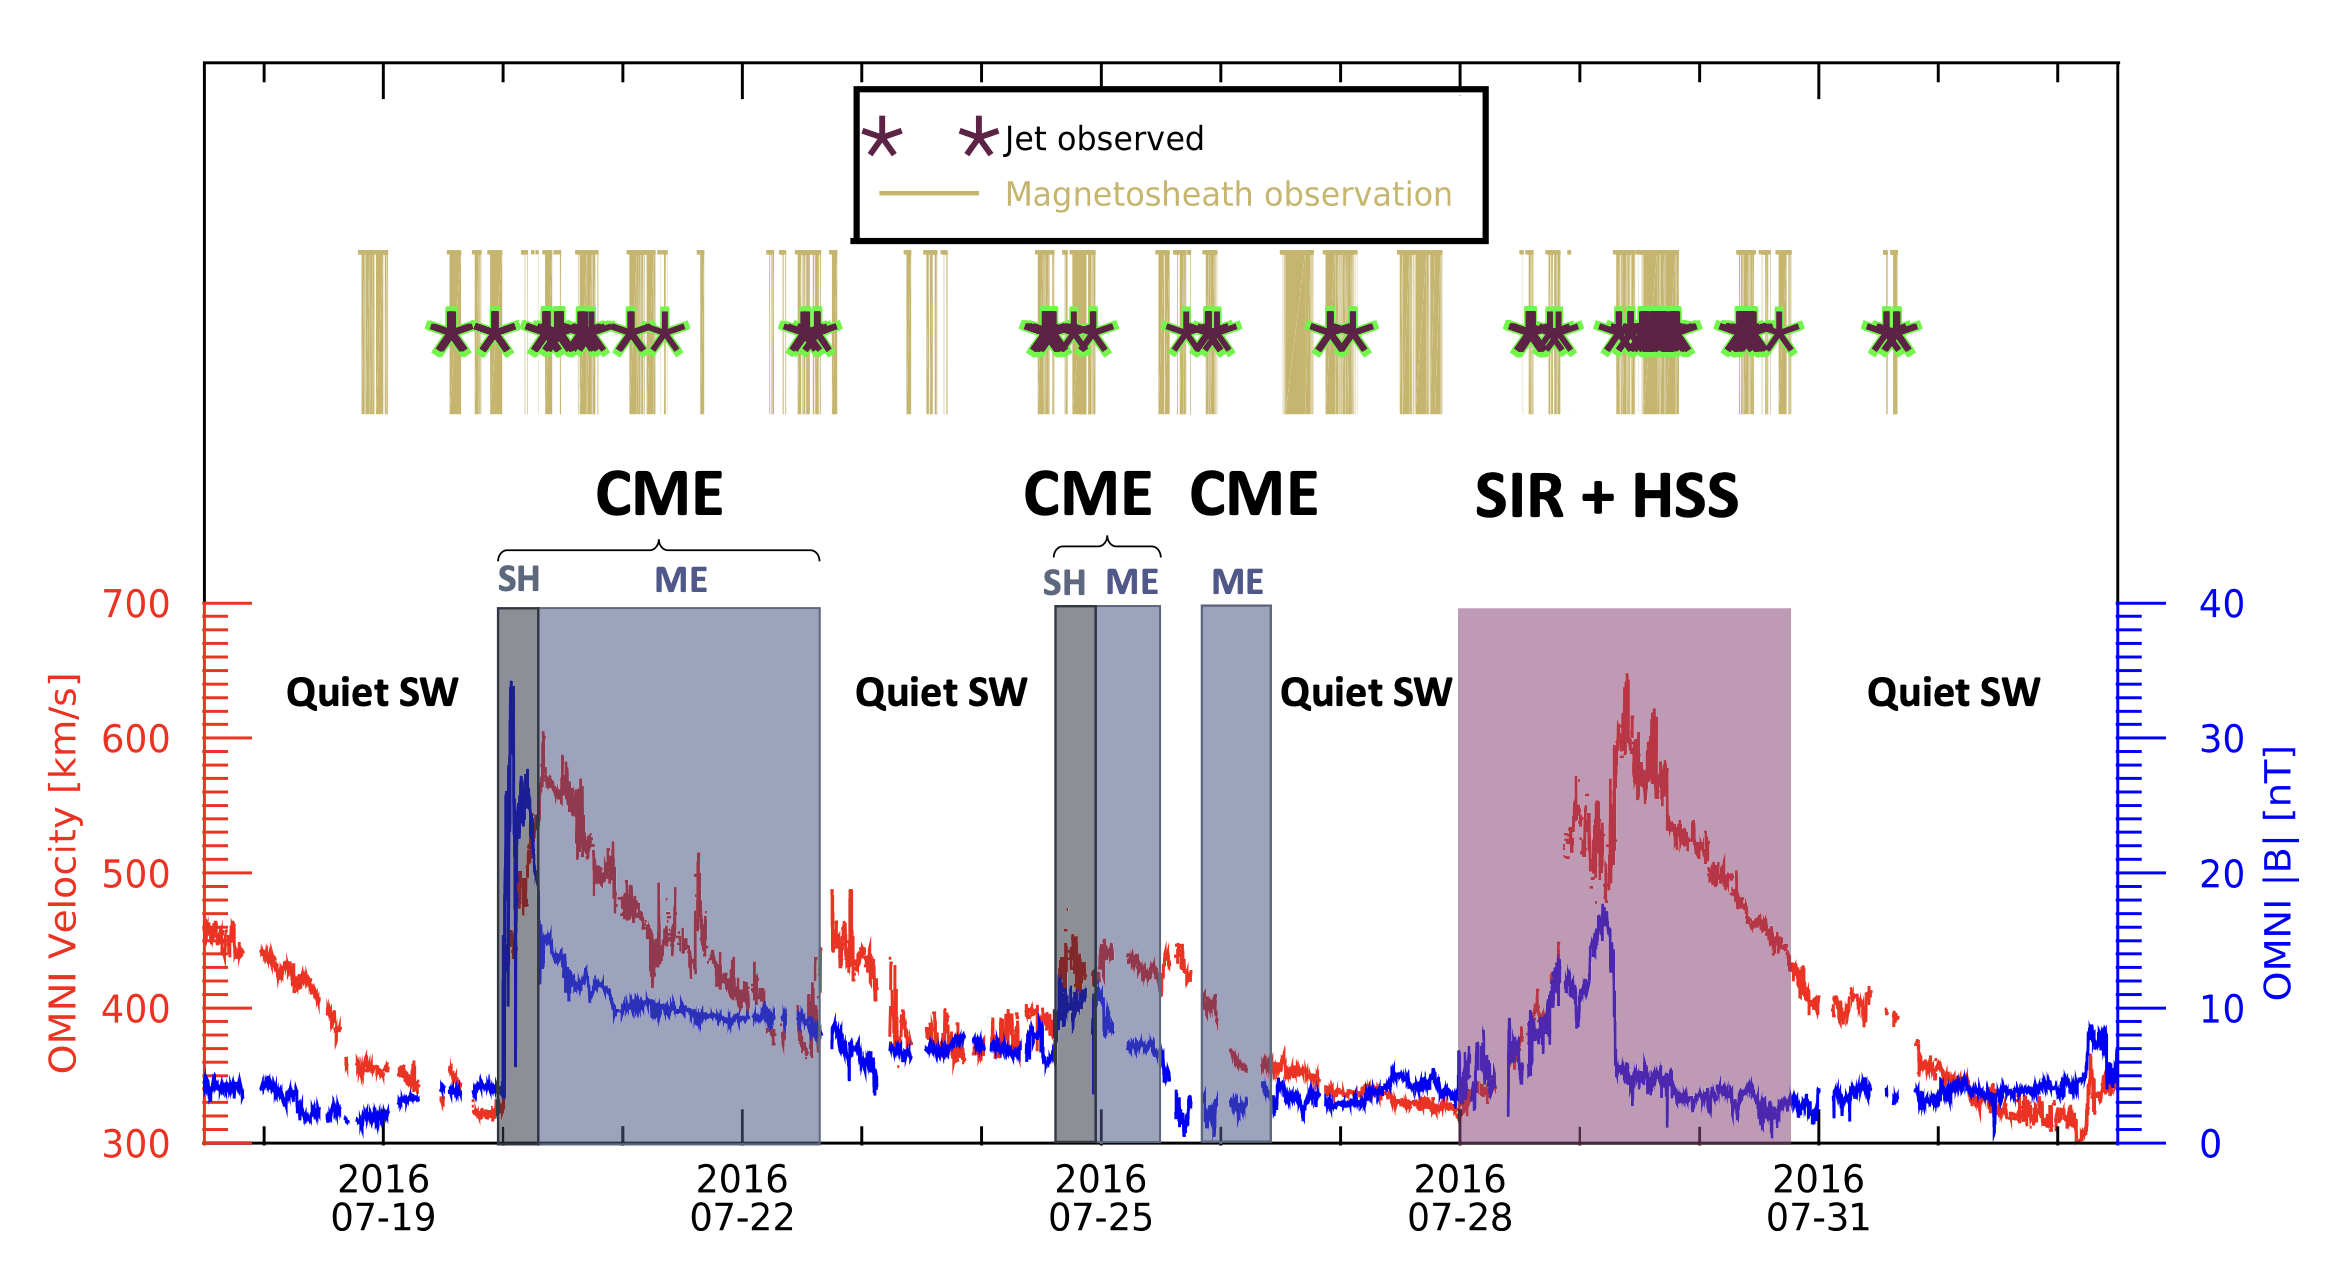 Jet observed
Magnetosheath observation
CME CME CME SIR + HSS
SH ME SH ME ME
700 40
Quiet SW Quiet SW Quiet SW Quiet SW
600 30
500 20
400 10
300 0
OMNI Velocity [km/s]
OMNI |B| [nT]
2016 2016 2016 2016 2016
07-19 07-22 07-25 07-28 07-31